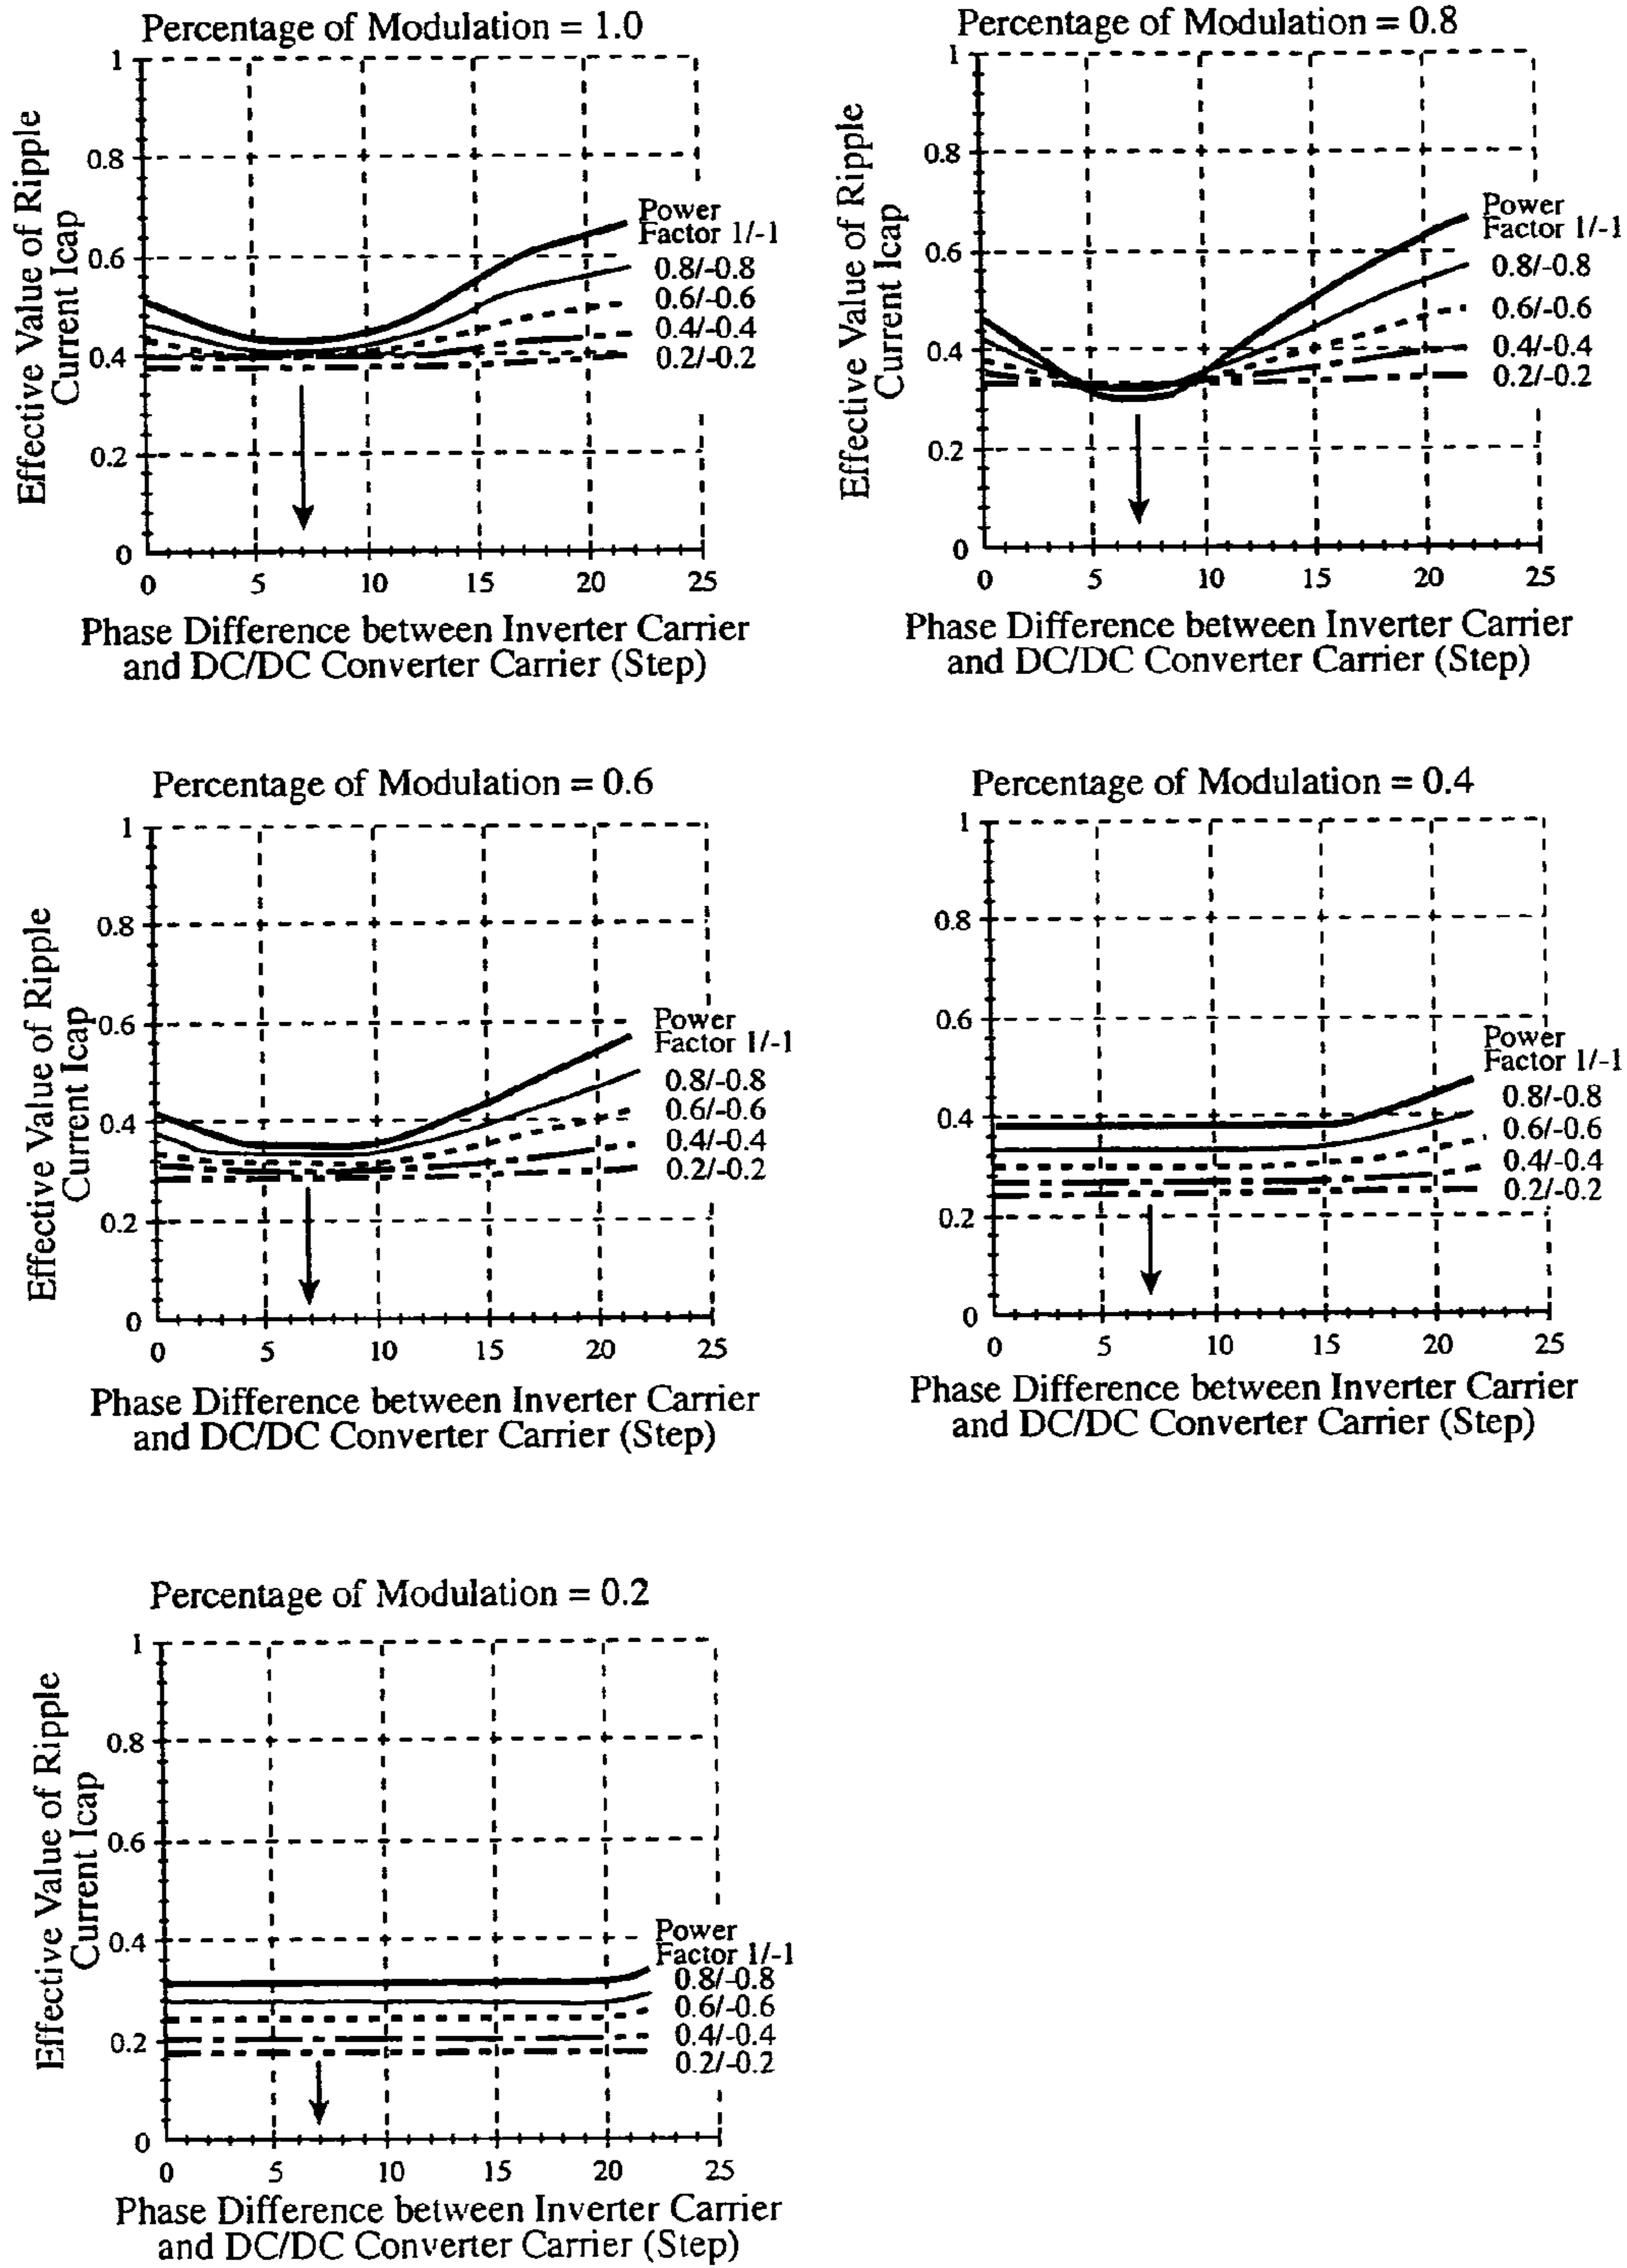 Percentage of Modulation = 1.0
Effective Value of Ripple
Current Icap
1
0.8
0.6
0.4
0.2
0
0 5 10 15 20 25
Power
Factor 1/-1
0.8/-0.8
0.6/-0.6
0.4/-0.4
0.2/-0.2
Phase Difference between Inverter Carrier
and DC/DC Converter Carrier (Step)
Percentage of Modulation = 0.8
Effective Value of Ripple
Current Icap
1
0.8
0.6
0.4
0.2
0
0 5 10 15 20 25
Power
Factor 1/-1
0.8/-0.8
0.6/-0.6
0.4/-0.4
0.2/-0.2
Phase Difference between Inverter Carrier
and DC/DC Converter Carrier (Step)
Percentage of Modulation = 0.6
Effective Value of Ripple
Current Icap
1
0.8
0.6
0.4
0.2
0
0 5 10 15 20 25
Power
Factor 1/-1
0.8/-0.8
0.6/-0.6
0.4/-0.4
0.2/-0.2
Phase Difference between Inverter Carrier
and DC/DC Converter Carrier (Step)
Percentage of Modulation = 0.4
Effective Value of Ripple
Current Icap
1
0.8
0.6
0.4
0.2
0
0 5 10 15 20 25
Power
Factor 1/-1
0.8/-0.8
0.6/-0.6
0.4/-0.4
0.2/-0.2
Phase Difference between Inverter Carrier
and DC/DC Converter Carrier (Step)
Percentage of Modulation = 0.2
Effective Value of Ripple
Current Icap
1
0.8
0.6
0.4
0.2
0
0 5 10 15 20 25
Power
Factor 1/-1
0.8/-0.8
0.6/-0.6
0.4/-0.4
0.2/-0.2
Phase Difference between Inverter Carrier
and DC/DC Converter Carrier (Step)